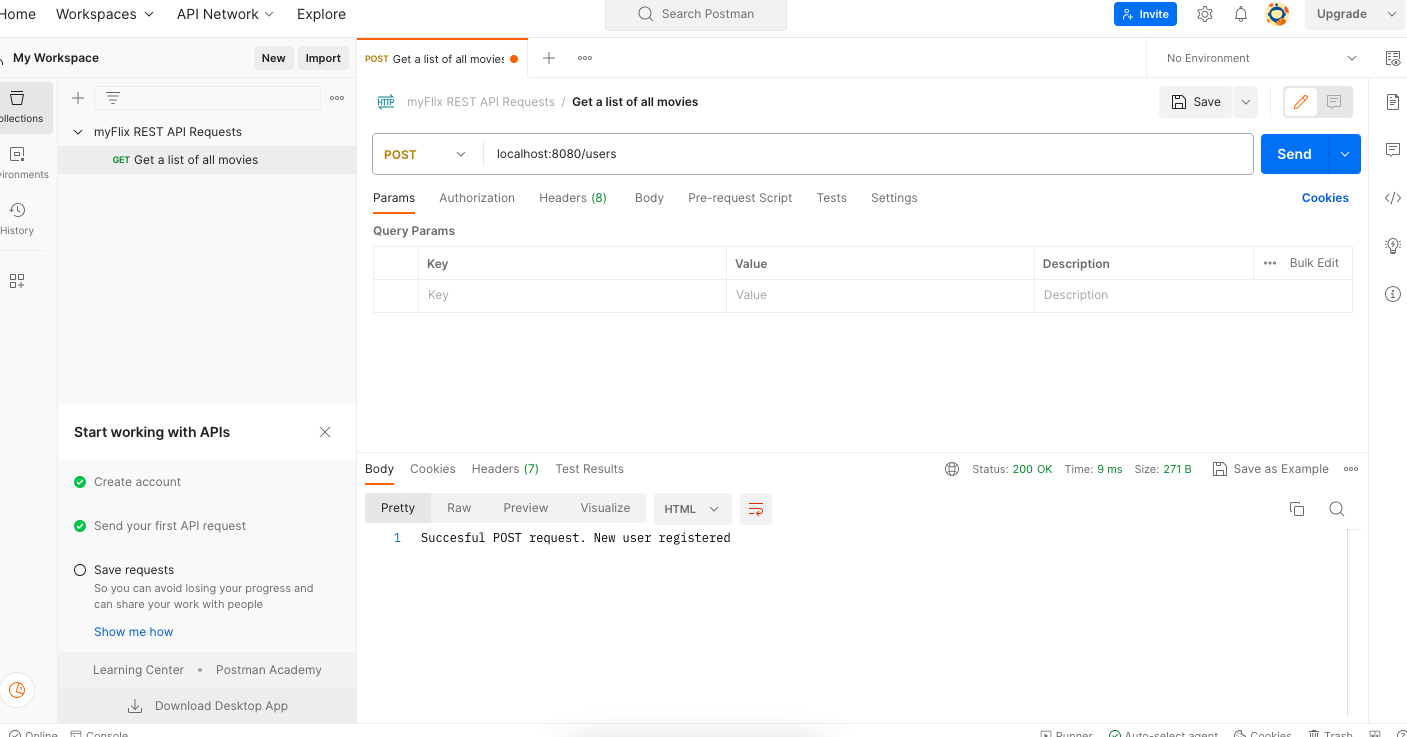 Home Workspaces API Network Explore Search Postman Invite Upgrade
My Workspace New Import POST Get a list of all movies No Environment
myFlix REST API Requests / Get a list of all movies Save
Collections
myFlix REST API Requests
GET Get a list of all movies
POST localhost:8080/users Send
Environments
History
Params Authorization Headers (8) Body Pre-request Script Tests Settings Cookies
Query Params
Key Value Description Bulk Edit
Key Value Description
Start working with APIs
Create account
Send your first API request
Save requests
So you can avoid losing your progress and
can share your work with people
Show me how
Learning Center • Postman Academy
Download Desktop App
Body Cookies Headers (7) Test Results Status: 200 OK Time: 9 ms Size: 271 B Save as Example
Pretty Raw Preview Visualize HTML
1 Succesful POST request. New user registered
Online Console Runner Auto-select agent Cookies Trash